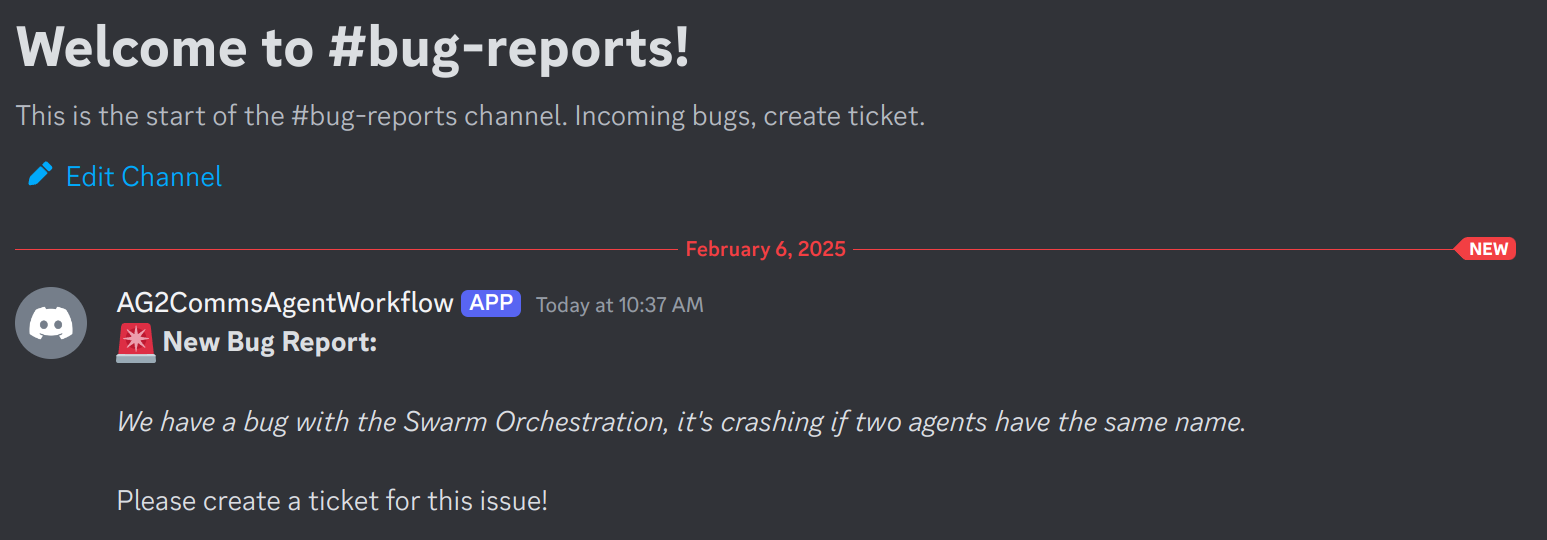 Welcome to #bug-reports!
This is the start of the #bug-reports channel. Incoming bugs, create ticket.
Edit Channel
February 6, 2025 NEW
AG2CommsAgentWorkflow APP Today at 10:37 AM
🚨 New Bug Report:
We have a bug with the Swarm Orchestration, it's crashing if two agents have the same name.
Please create a ticket for this issue!